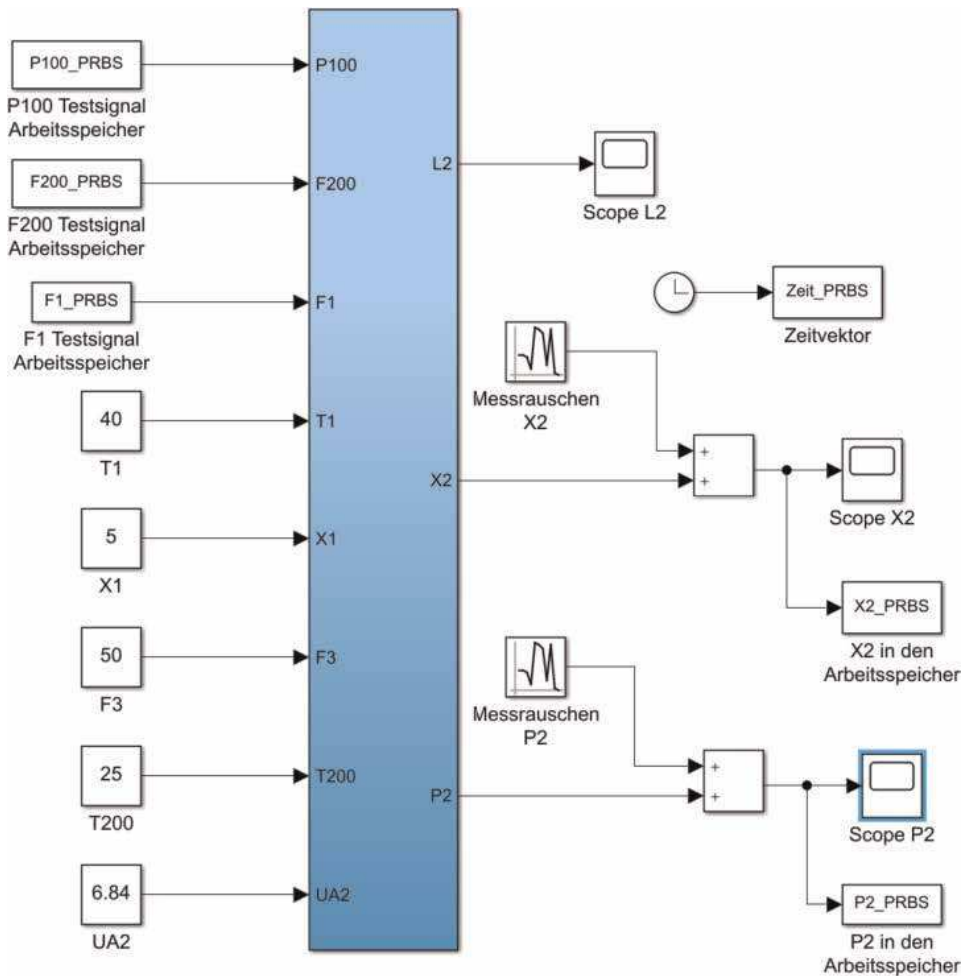 P100_PRBS
P100 Testsignal
Arbeitsspeicher
F200_PRBS
F200 Testsignal
Arbeitsspeicher
F1_PRBS
F1 Testsignal
Arbeitsspeicher
40
T1
5
X1
50
F3
25
T200
6.84
UA2
P100
F200
F1
T1
X1
F3
T200
UA2
L2
X2
P2
Scope L2
Zeit_PRBS
Zeitvektor
Messrauschen
X2
+
+
Scope X2
X2_PRBS
X2 in den
Arbeitsspeicher
Messrauschen
P2
+
+
Scope P2
P2_PRBS
P2 in den
Arbeitsspeicher